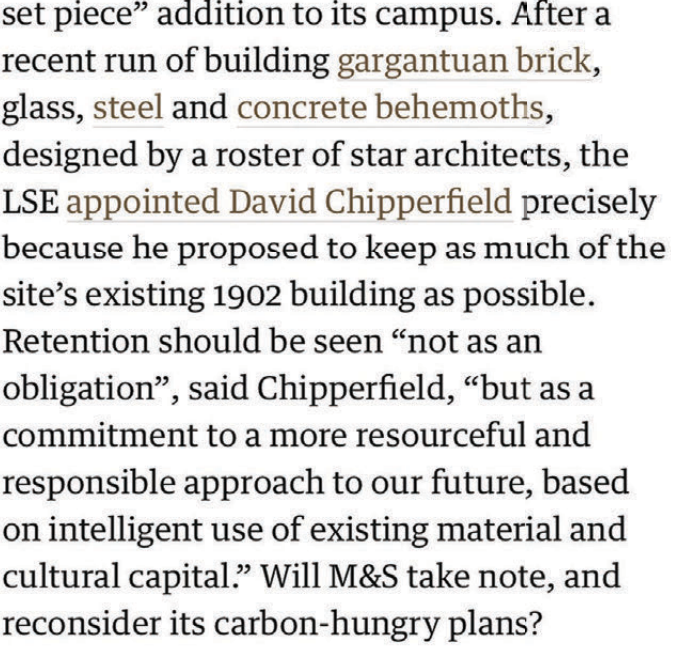 set piece” addition to its campus. After a
recent run of building gargantuan brick,
glass, steel and concrete behemoths,
designed by a roster of star architects, the
LSE appointed David Chipperfield precisely
because he proposed to keep as much of the
site’s existing 1902 building as possible.
Retention should be seen “not as an
obligation”, said Chipperfield, “but as a
commitment to a more resourceful and
responsible approach to our future, based
on intelligent use of existing material and
cultural capital.” Will M&S take note, and
reconsider its carbon-hungry plans?